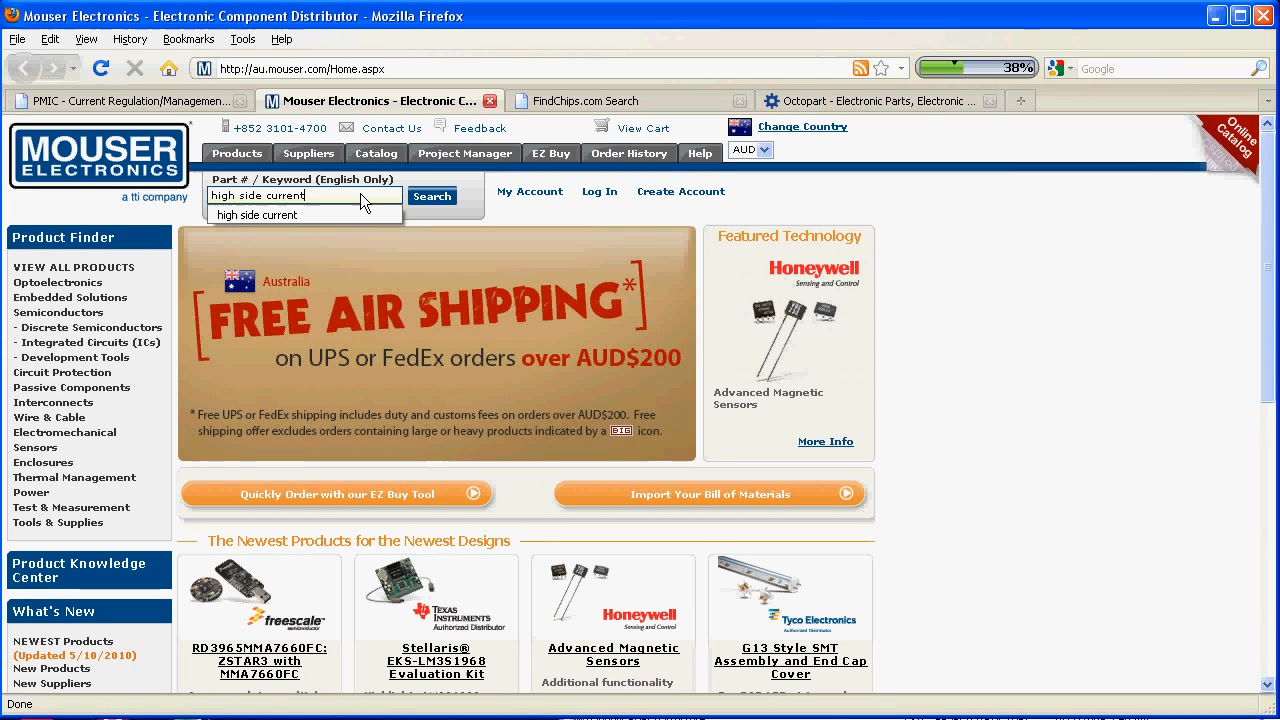 Mouser Electronics - Electronic Component Distributor - Mozilla Firefox
File Edit View History Bookmarks Tools Help
http://au.mouser.com/Home.aspx
38%
Google
PMIC - Current Regulation/Managemen...
Mouser Electronics - Electronic C...
FindChips.com Search
Octopart - Electronic Parts, Electronic ...
MOUSER
ELECTRONICS
a tti company
+852 3101-4700 Contact Us Feedback View Cart Change Country
Products Suppliers Catalog Project Manager EZ Buy Order History Help AUD
Online
Catalog
Part # / Keyword (English Only)
high side current
Search
My Account Log In Create Account
high side current
Product Finder
VIEW ALL PRODUCTS
Optoelectronics
Embedded Solutions
Semiconductors
- Discrete Semiconductors
- Integrated Circuits (ICs)
- Development Tools
Circuit Protection
Passive Components
Interconnects
Wire & Cable
Electromechanical
Sensors
Enclosures
Thermal Management
Power
Test & Measurement
Tools & Supplies
Product Knowledge
Center
What's New
NEWEST Products
(Updated 5/10/2010)
New Products
New Suppliers
Australia
[FREE AIR SHIPPING*]
on UPS or FedEx orders over AUD$200
* Free UPS or FedEx shipping includes duty and customs fees on orders over AUD$200. Free
shipping offer excludes orders containing large or heavy products indicated by a BIG icon.
Featured Technology
Honeywell
Sensing and Control
Advanced Magnetic
Sensors
More Info
Quickly Order with our EZ Buy Tool
Import Your Bill of Materials
The Newest Products for the Newest Designs
freescale
semiconductor
RD3965MMA7660FC:
ZSTAR3 with
MMA7660FC
TEXAS
INSTRUMENTS
Authorized Distributor
Stellaris®
EKS-LM3S1968
Evaluation Kit
Honeywell
Sensing and Control
Advanced Magnetic
Sensors
Additional functionality
Tyco Electronics
Authorized Distributor
G13 Style SMT
Assembly and End Cap
Cover
Done